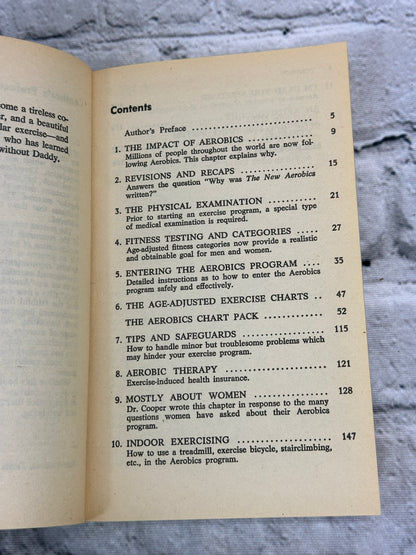 ome a tireless co-
r, and a beautiful
lar exercise—and
who has learned
without Daddy.
Contents
Author's Preface .................... 5
1. THE IMPACT OF AEROBICS ............ 9
Millions of people throughout the world are now fol-
lowing Aerobics. This chapter explains why.
2. REVISIONS AND RECAPS .............. 15
Answers the question "Why was The New Aerobics
written?"
3. THE PHYSICAL EXAMINATION .......... 21
Prior to starting an exercise program, a special type
of medical examination is required.
4. FITNESS TESTING AND CATEGORIES ..... 27
Age-adjusted fitness categories now provide a realistic
and obtainable goal for men and women.
5. ENTERING THE AEROBICS PROGRAM .... 35
Detailed instructions as to how to enter the Aerobics
program safely and effectively.
6. THE AGE-ADJUSTED EXERCISE CHARTS .. 47
THE AEROBICS CHART PACK ........... 52
7. TIPS AND SAFEGUARDS ............... 115
How to handle minor but troublesome problems which
may hinder your exercise program.
8. AEROBIC THERAPY ................... 121
Exercise-induced health insurance.
9. MOSTLY ABOUT WOMEN ............... 128
Dr. Cooper wrote this chapter in response to the many
questions women have asked about their Aerobics
program.
10. INDOOR EXERCISING ................ 147
How to use a treadmill, exercise bicycle, stairclimbing,
etc., in the Aerobics program.